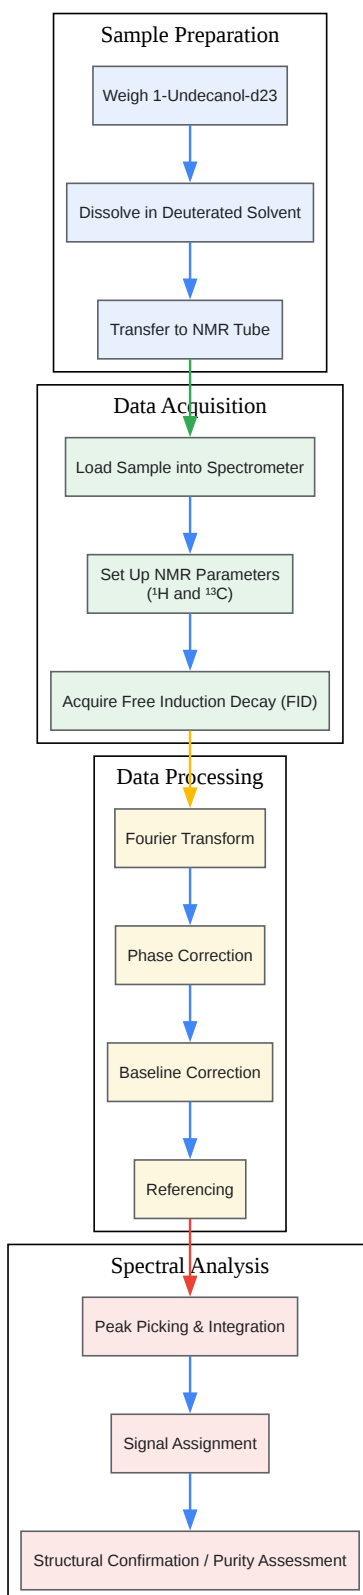 Sample Preparation
Weigh 1-Undecanol-d23
Dissolve in Deuterated Solvent
Transfer to NMR Tube
Data Acquisition
Load Sample into Spectrometer
Set Up NMR Parameters
(¹H and ¹³C)
Acquire Free Induction Decay (FID)
Data Processing
Fourier Transform
Phase Correction
Baseline Correction
Referencing
Spectral Analysis
Peak Picking & Integration
Signal Assignment
Structural Confirmation / Purity Assessment